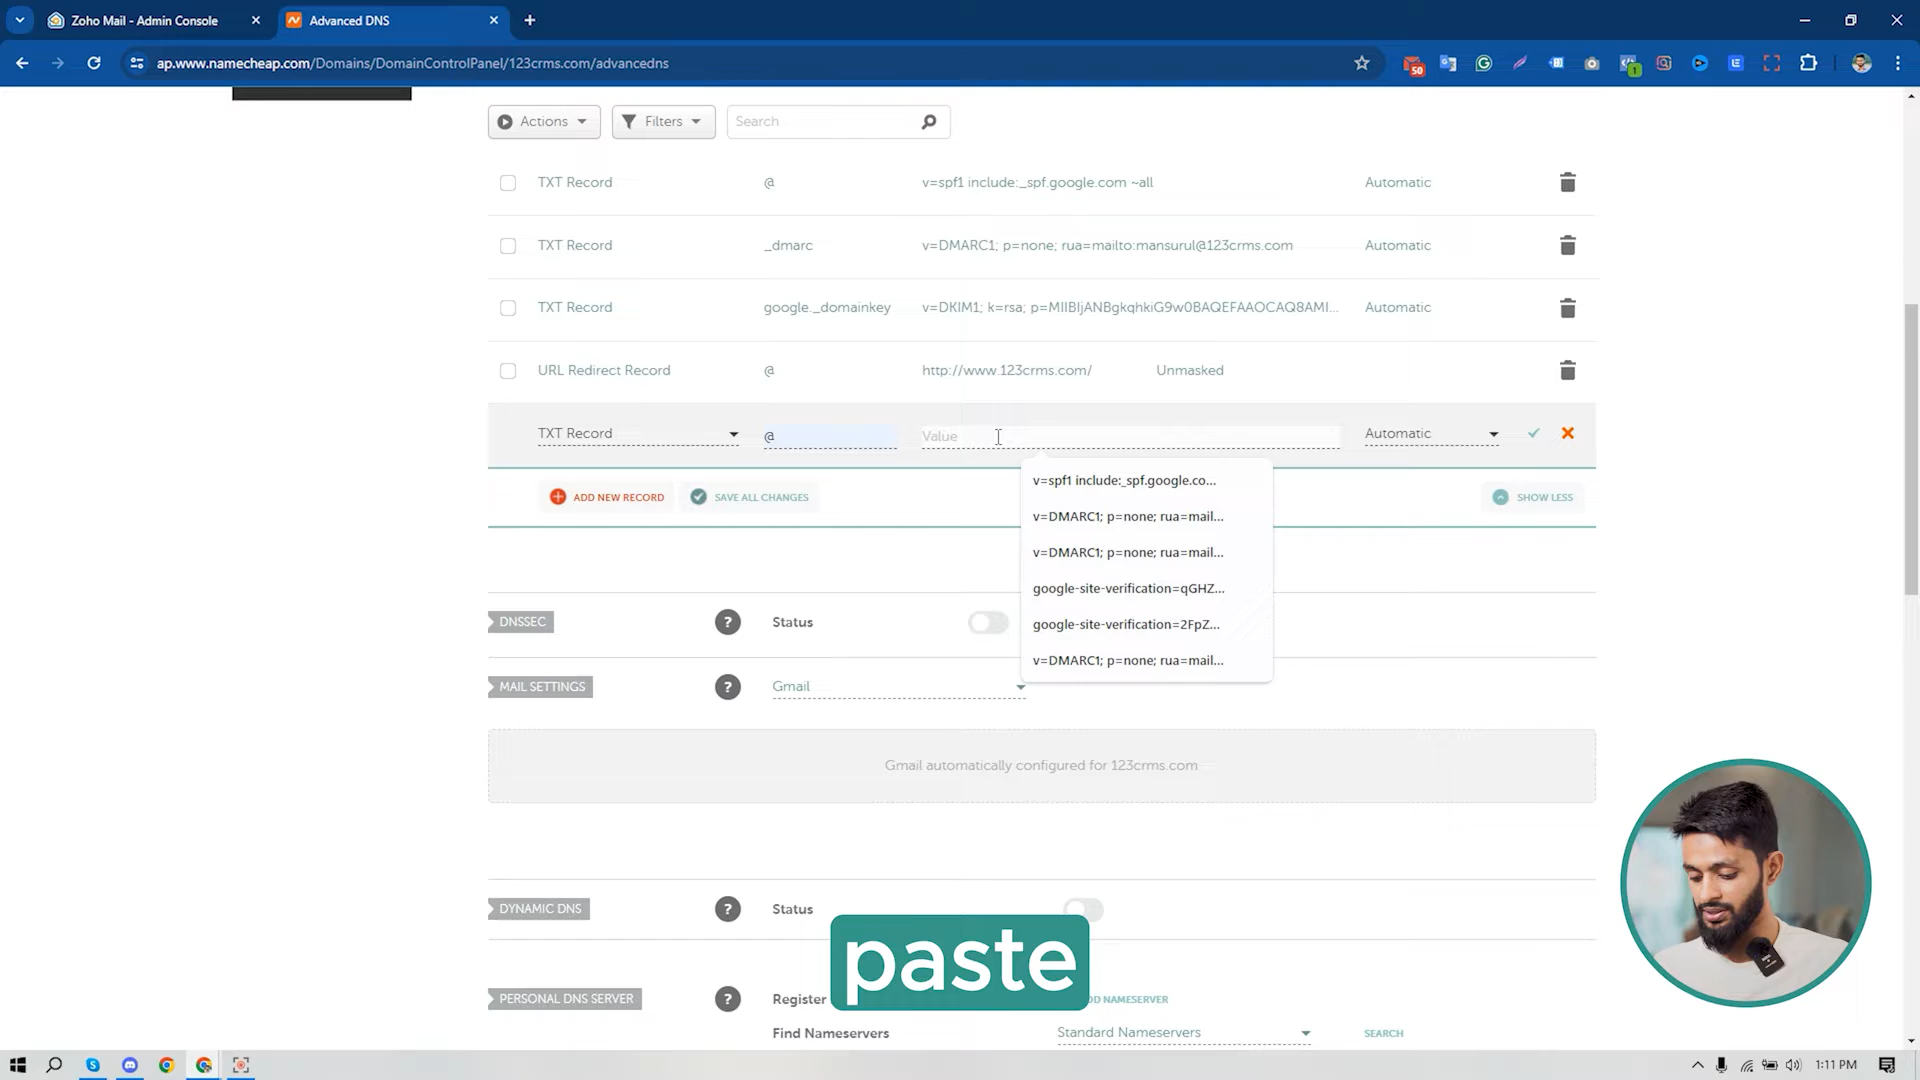 Zoho Mail - Admin Console
Advanced DNS
ap.www.namecheap.com/Domains/DomainControlPanel/123crms.com/advancedns
50
1
Actions
Filters
Search
TXT Record @ v=spf1 include:_spf.google.com ~all Automatic
TXT Record _dmarc v=DMARC1; p=none; rua=mailto:mansurul@123crms.com Automatic
TXT Record google._domainkey v=DKIM1; k=rsa; p=MIIBIjANBgkqhkiG9w0BAQEFAAOCAQ8AMI... Automatic
URL Redirect Record @ http://www.123crms.com/ Unmasked
TXT Record @ Value Automatic
v=spf1 include:_spf.google.co...
ADD NEW RECORD SAVE ALL CHANGES SHOW LESS
v=DMARC1; p=none; rua=mail...
v=DMARC1; p=none; rua=mail...
google-site-verification=qGHZ...
google-site-verification=2FpZ...
v=DMARC1; p=none; rua=mail...
DNSSEC ? Status
MAIL SETTINGS ? Gmail
Gmail automatically configured for 123crms.com
DYNAMIC DNS ? Status
paste
PERSONAL DNS SERVER ? Register NAMESERVER
Find Nameservers Standard Nameservers SEARCH
1:11 PM